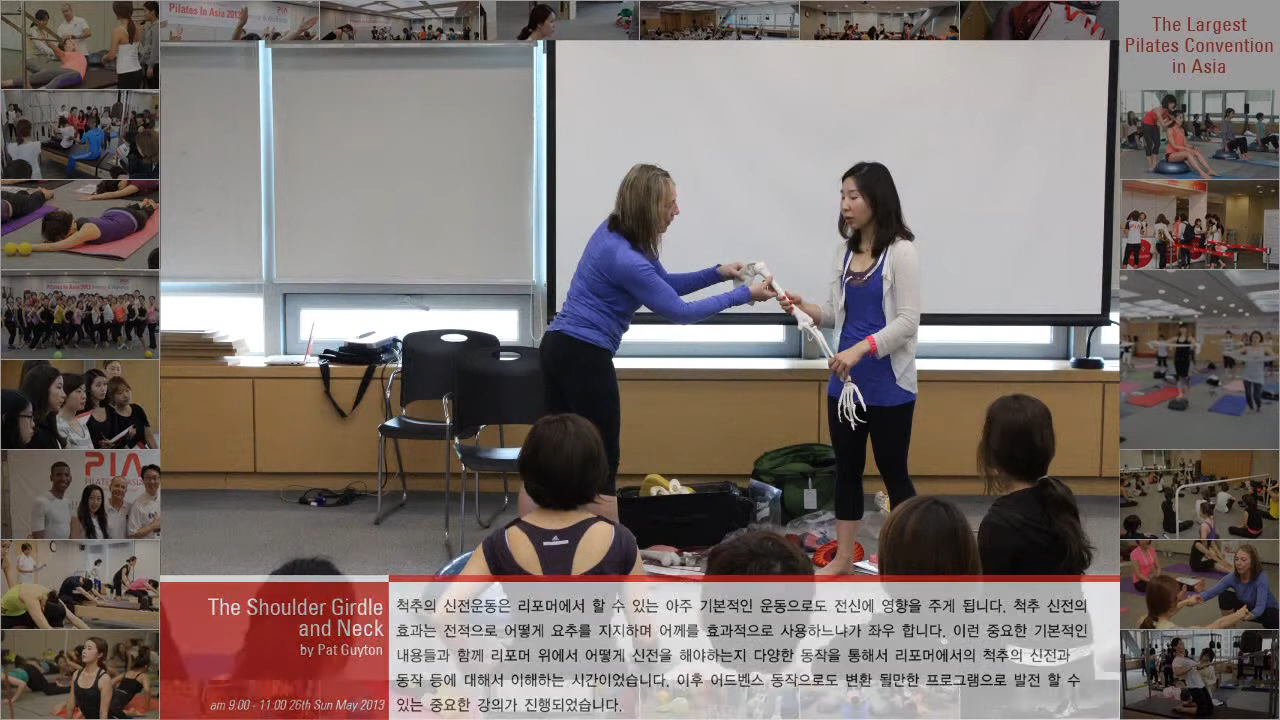 Pilates In Asia 2013
PIA
The Largest
Pilates Convention
in Asia
Pilates In Asia 2013
PIA
PILATES IN ASIA
The Shoulder Girdle
and Neck
by Pat Guyton
am 9:00 - 11:00 26th Sun May 2013
척추의 신전운동은 리포머에서 할 수 있는 아주 기본적인 운동으로도 전신에 영향을 주게 됩니다. 척추 신전의
효과는 전적으로 어떻게 요추를 지지하며 어깨를 효과적으로 사용하느냐가 좌우 합니다. 이런 중요한 기본적인
내용들과 함께 리포머 위에서 어떻게 신전을 해야하는지 다양한 동작을 통해서 리포머에서의 척추의 신전과
동작 등에 대해서 이해하는 시간이었습니다. 이후 어드벤스 동작으로도 변환 될만한 프로그램으로 발전 할 수
있는 중요한 강의가 진행되었습니다.